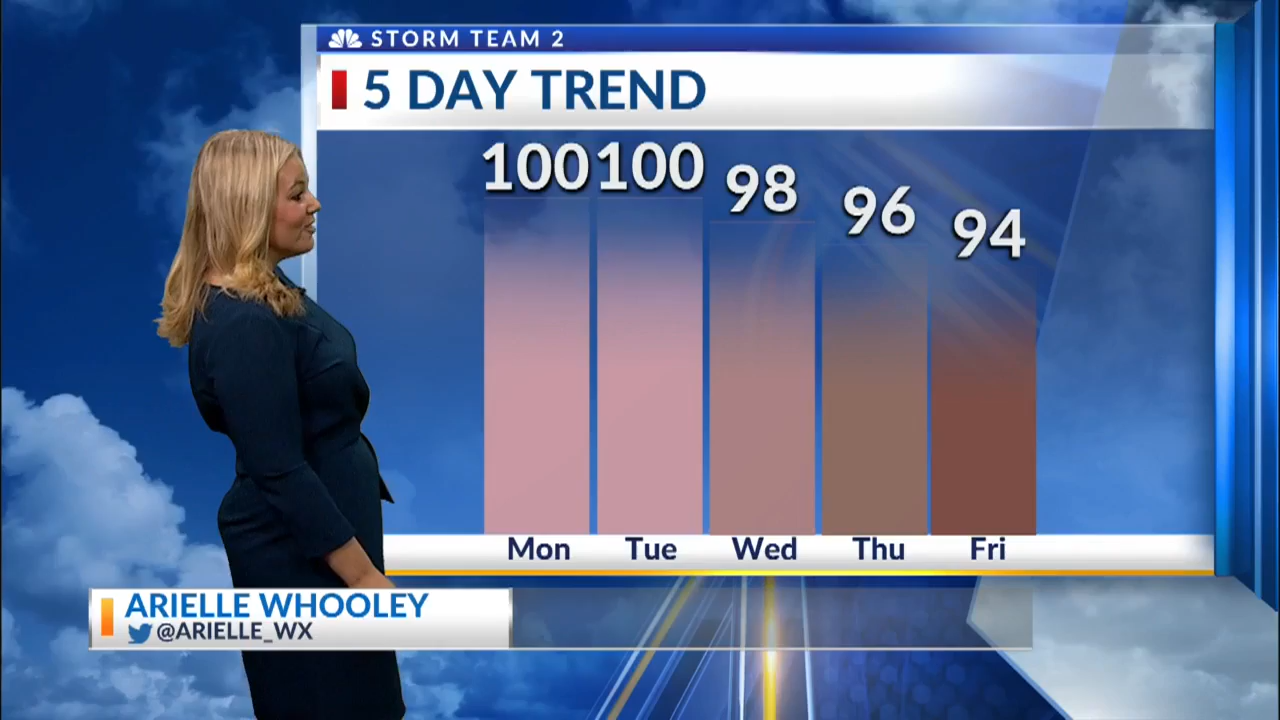 STORM TEAM 2
5 DAY TREND
100 100 98 96 94
Mon Tue Wed Thu Fri
ARIELLE WHOOLEY
@ARIELLE_WX